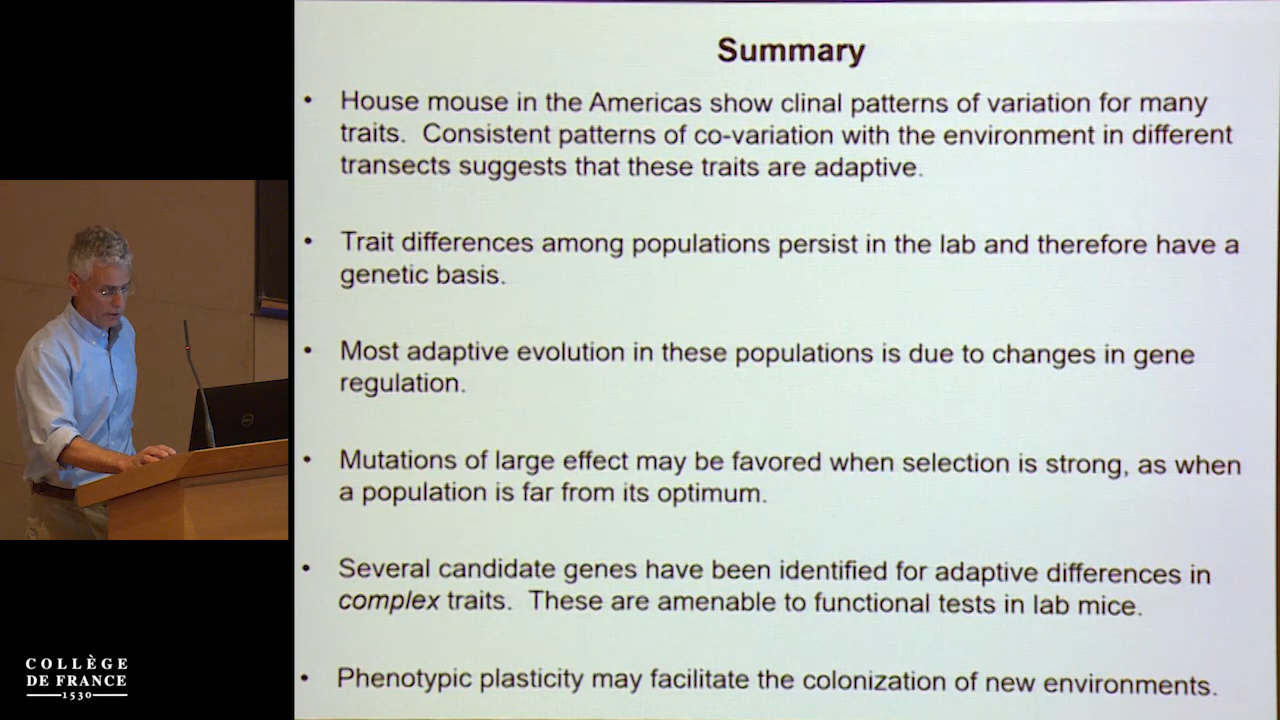 Summary
• House mouse in the Americas show clinal patterns of variation for many
traits. Consistent patterns of co-variation with the environment in different
transects suggests that these traits are adaptive.
• Trait differences among populations persist in the lab and therefore have a
genetic basis.
• Most adaptive evolution in these populations is due to changes in gene
regulation.
• Mutations of large effect may be favored when selection is strong, as when
a population is far from its optimum.
• Several candidate genes have been identified for adaptive differences in
complex traits. These are amenable to functional tests in lab mice.
• Phenotypic plasticity may facilitate the colonization of new environments.
COLLÈGE
DE FRANCE
1530